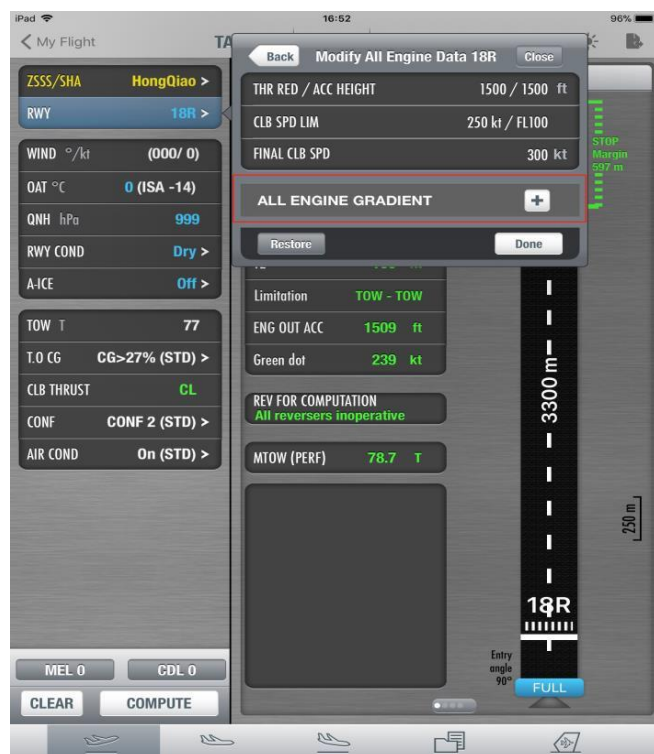 iPad 16:52 96%
My Flight TA
ZSSS/SHA HongQiao >
RWY 18R >
WIND °/kt (000/ 0)
OAT °C 0 (ISA -14)
QNH hPa 999
RWY COND Dry >
A-ICE Off >
TOW T 77
T.O CG CG>27% (STD) >
CLB THRUST CL
CONF CONF 2 (STD) >
AIR COND On (STD) >
MEL 0 CDL 0
CLEAR COMPUTE
Back Modify All Engine Data 18R Close
THR RED / ACC HEIGHT 1500 / 1500 ft
CLB SPD LIM 250 kt / FL100
FINAL CLB SPD 300 kt
ALL ENGINE GRADIENT +
Restore Done
Limitation TOW - TOW
ENG OUT ACC 1509 ft
Green dot 239 kt
REV FOR COMPUTATION
All reversers inoperative
MTOW (PERF) 78.7 T
STOP
Margin
597 m
3300 m
250 m
18R
Entry
angle
90°
FULL